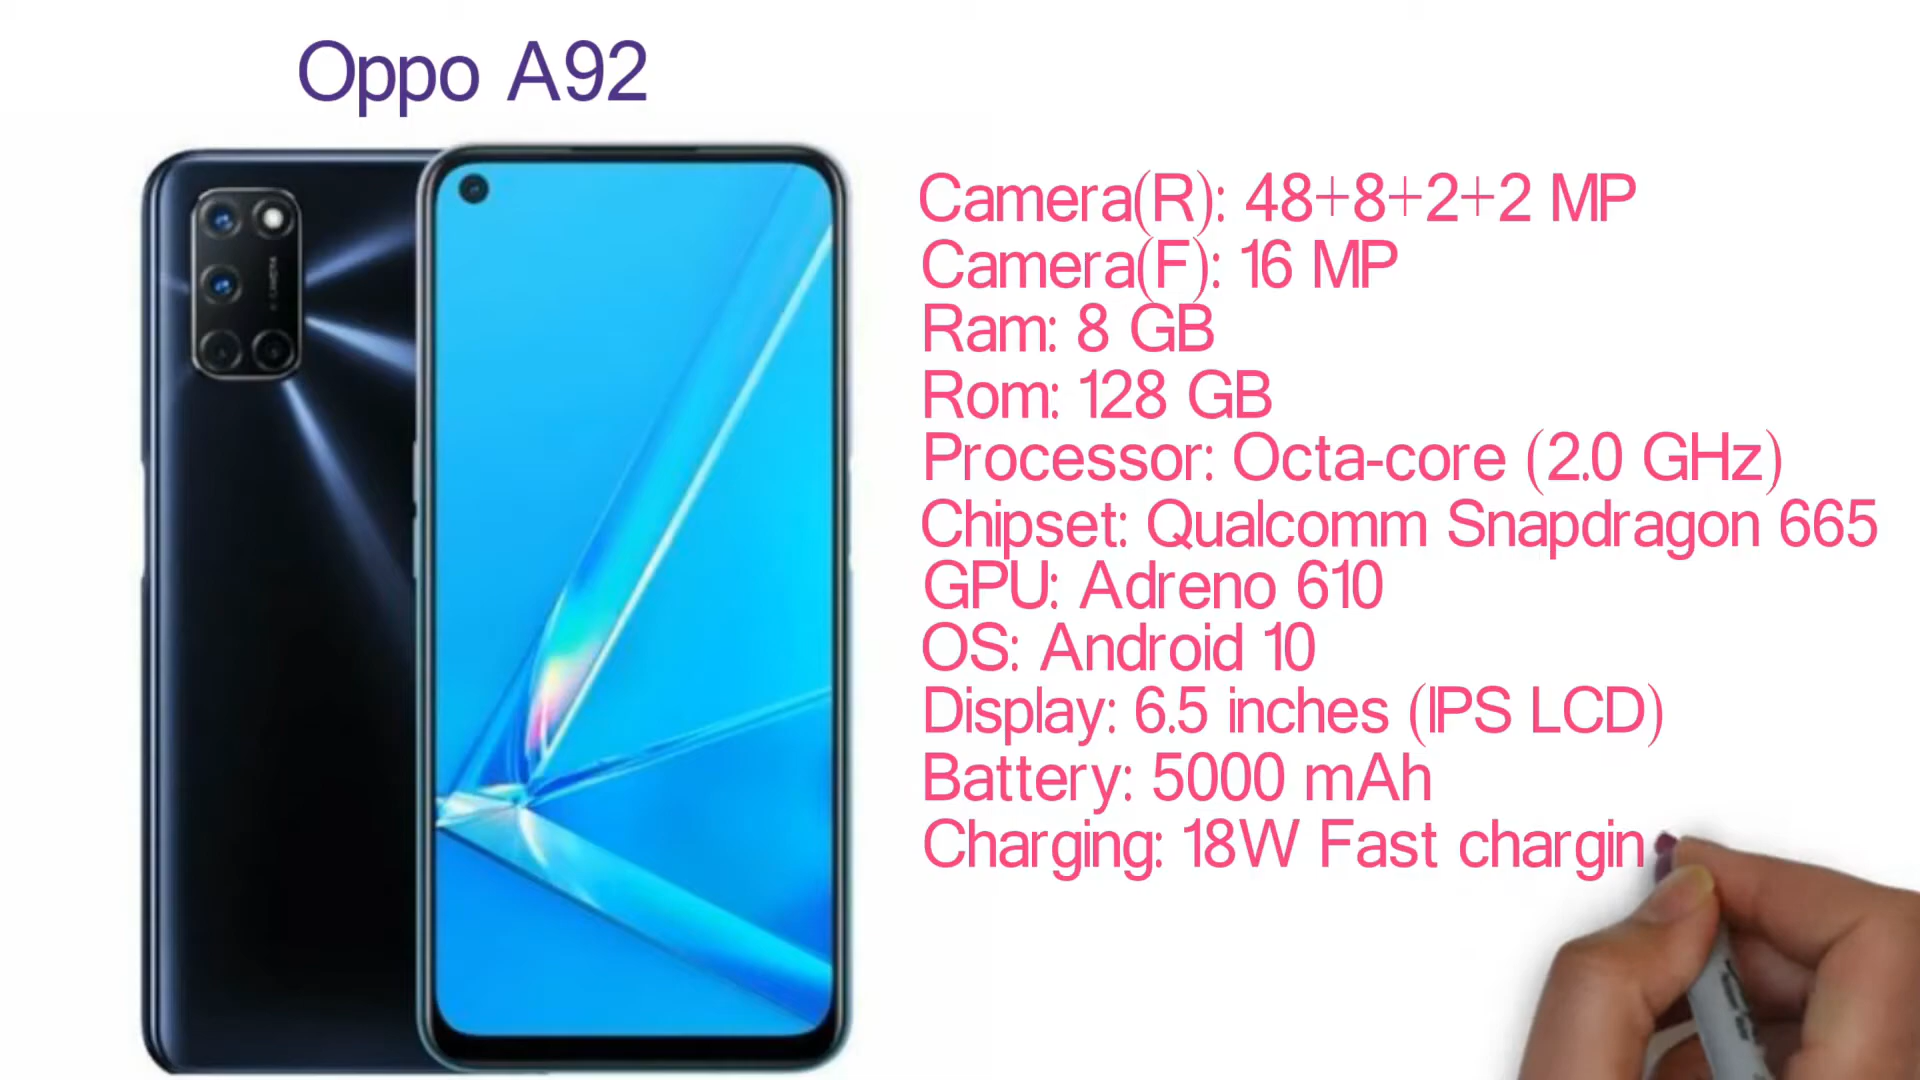 Oppo A92
Camera(R): 48+8+2+2 MP
Camera(F): 16 MP
Ram: 8 GB
Rom: 128 GB
Processor: Octa-core (2.0 GHz)
Chipset: Qualcomm Snapdragon 665
GPU: Adreno 610
OS: Android 10
Display: 6.5 inches (IPS LCD)
Battery: 5000 mAh
Charging: 18W Fast chargin